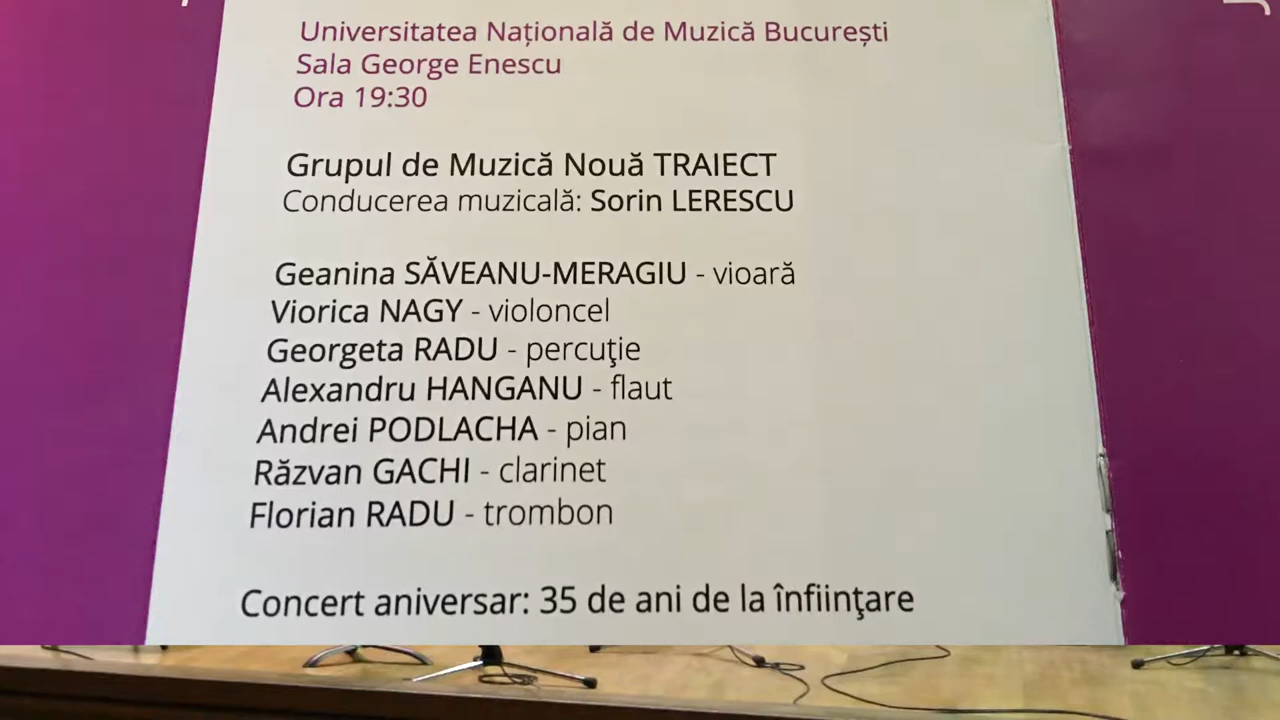 Universitatea Națională de Muzică București
Sala George Enescu
Ora 19:30
Grupul de Muzică Nouă TRAIECT
Conducerea muzicală: Sorin LERESCU
Geanina SĂVEANU-MERAGIU - vioară
Viorica NAGY - violoncel
Georgeta RADU - percuţie
Alexandru HANGANU - flaut
Andrei PODLACHA - pian
Răzvan GACHI - clarinet
Florian RADU - trombon
Concert aniversar: 35 de ani de la înfiinţare